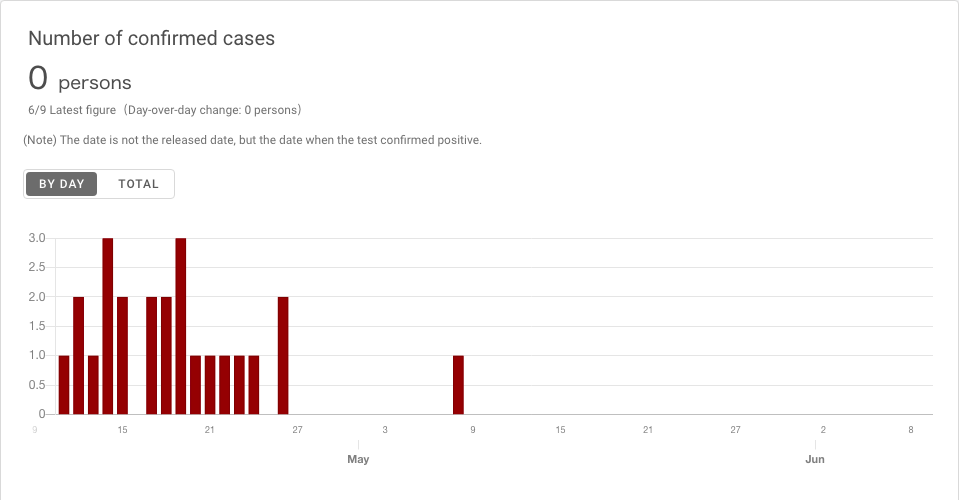 Number of confirmed cases
0 persons
6/9 Latest figure（Day-over-day change: 0 persons）
(Note) The date is not the released date, but the date when the test confirmed positive.
BY DAY TOTAL
3.0
2.5
2.0
1.5
1.0
0.5
0
9 15 21 27 3 9 15 21 27 2 8
May Jun